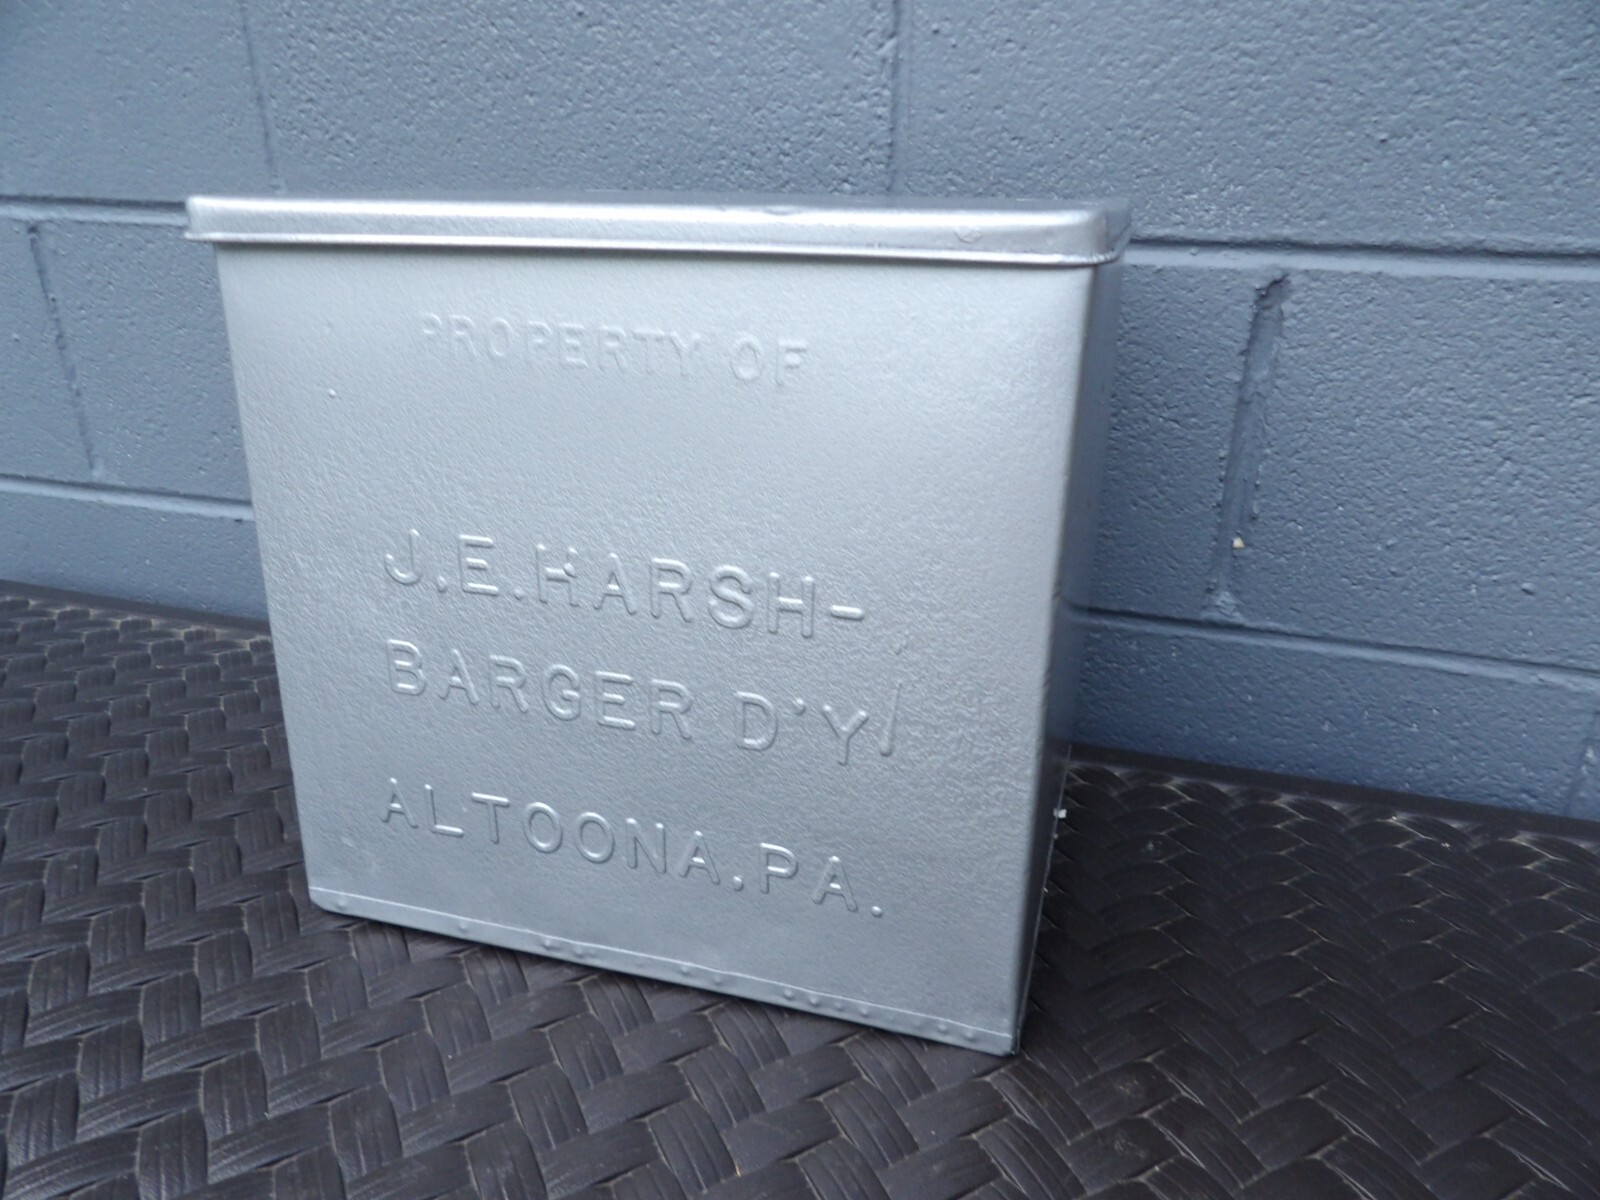 PROPERTY OF
J.E.HARSH-
BARGER D'Y/
ALTOONA.PA.